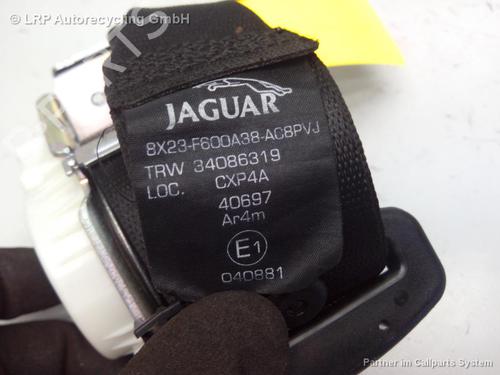 © LRP Autorecycling GmbH
JAGUAR
8X23-F600A38-AC8PVJ
TRW 34086319
LOC. CXP4A
40697
Ar4m
E1
040881
Partner im Callparts System